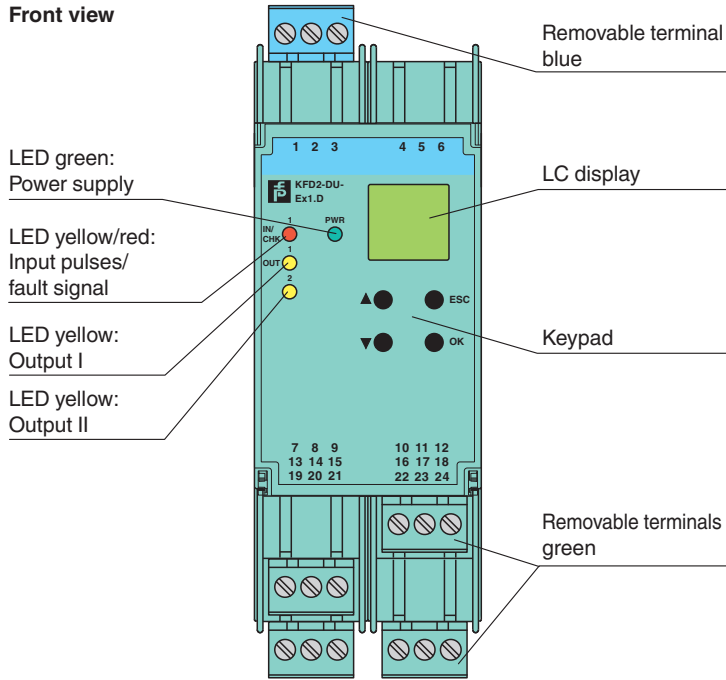 Front view
Removable terminal
blue
1 2 3 4 5 6
LED green:
Power supply
KFD2-DU-
Ex1.D
LC display
1
PWR
IN/
CHK
LED yellow/red:
Input pulses/
fault signal
1
OUT
2
ESC
LED yellow:
Output I
OK
Keypad
LED yellow:
Output II
7 8 9 10 11 12
13 14 15 16 17 18
19 20 21 22 23 24
Removable terminals
green